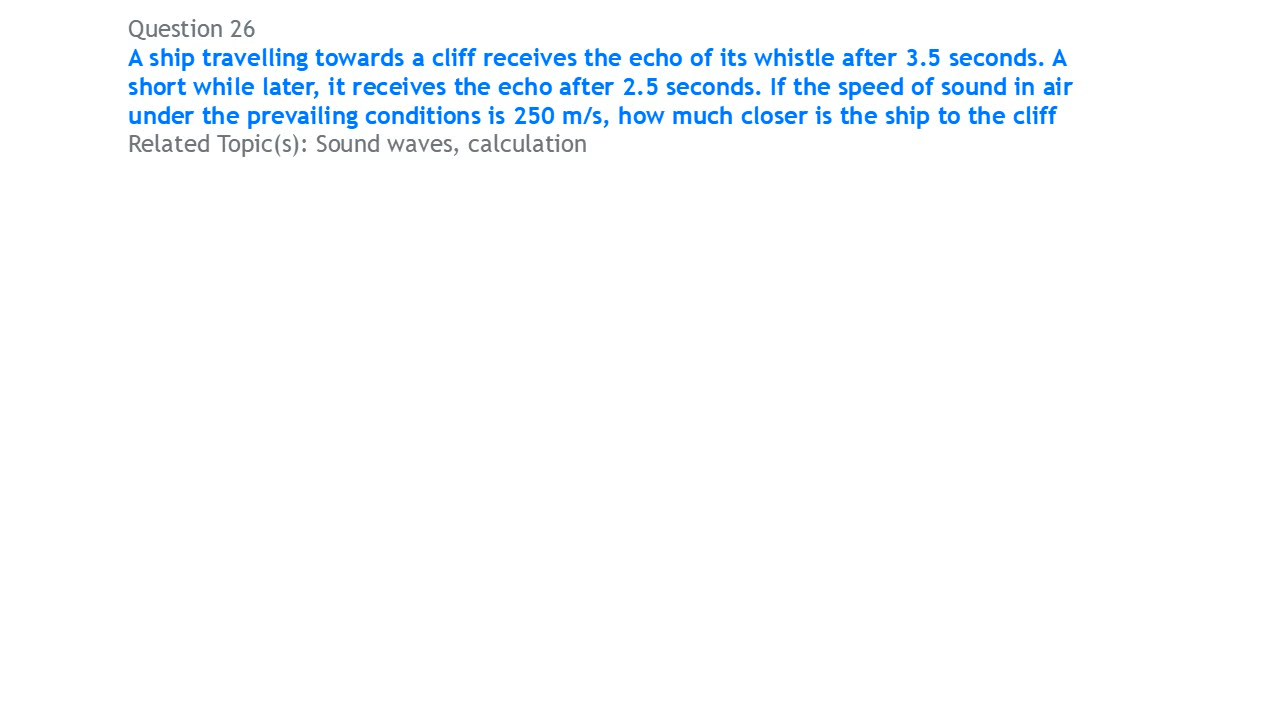 Question 26
A ship travelling towards a cliff receives the echo of its whistle after 3.5 seconds. A
short while later, it receives the echo after 2.5 seconds. If the speed of sound in air
under the prevailing conditions is 250 m/s, how much closer is the ship to the cliff
Related Topic(s): Sound waves, calculation